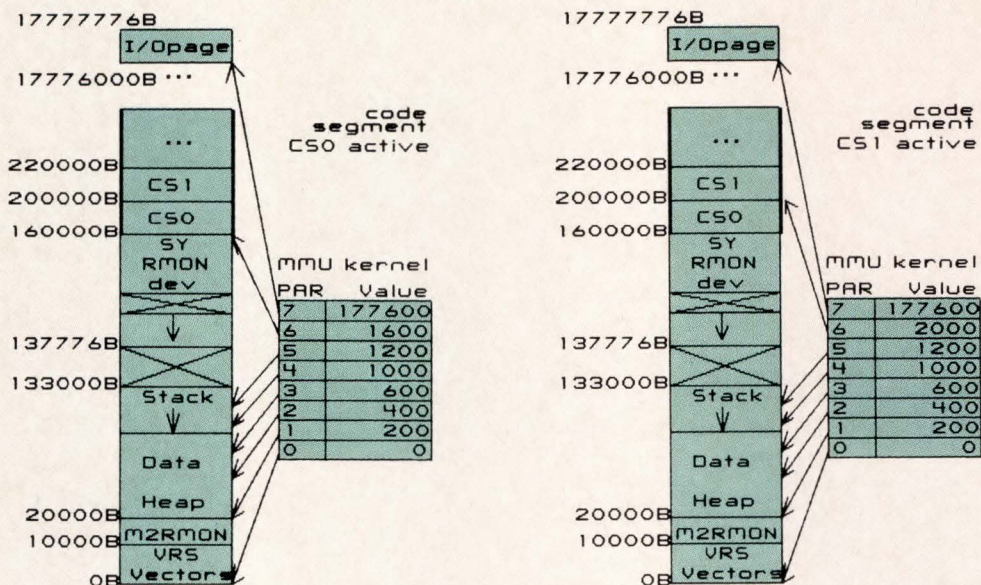 17777776B
I/Opage
17776000B ...
code
segment
CS0 active
...
220000B
CS1
200000B
CS0
160000B
SY
RMON
dev
MMU kernel
PAR Value
7 177600
6 1600
5 1200
4 1000
3 600
2 400
1 200
0 0
137776B
133000B
Stack
Data
Heap
20000B
M2RMON
10000B
VRS
Vectors
0B
17777776B
I/Opage
17776000B ...
code
segment
CS1 active
...
220000B
CS1
200000B
CS0
160000B
SY
RMON
dev
MMU kernel
PAR Value
7 177600
6 2000
5 1200
4 1000
3 600
2 400
1 200
0 0
137776B
133000B
Stack
Data
Heap
20000B
M2RMON
10000B
VRS
Vectors
0B